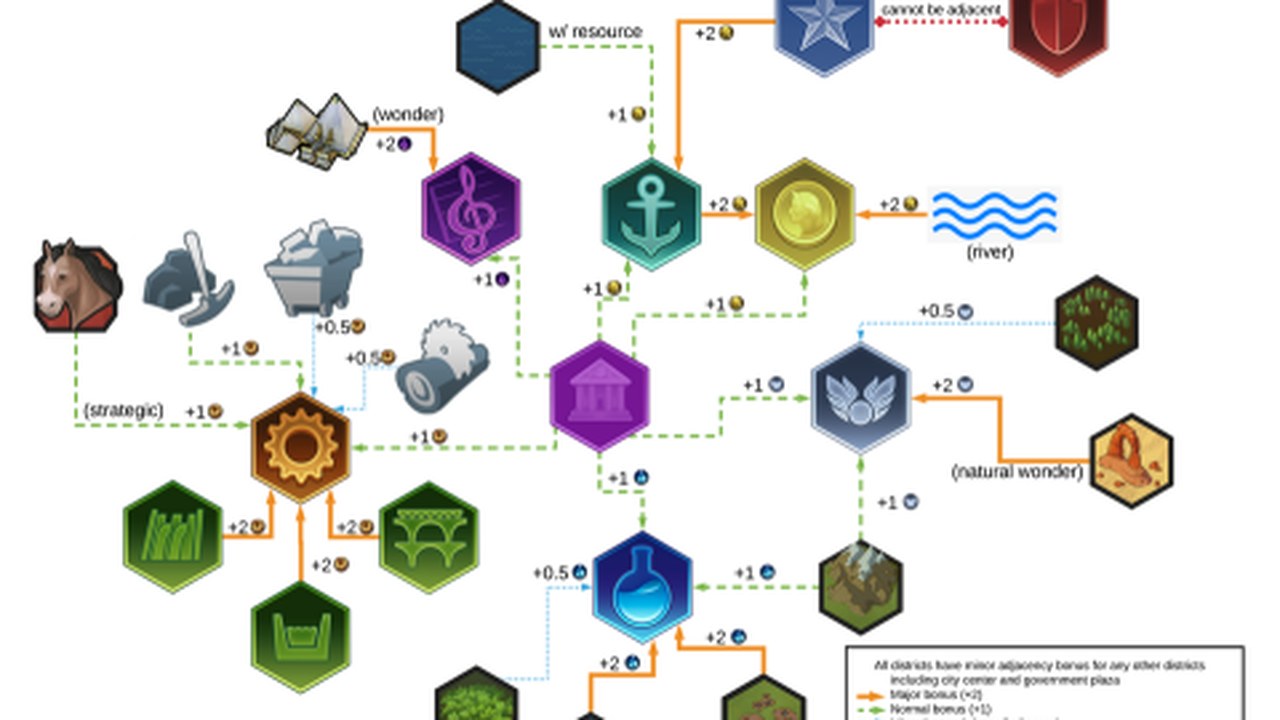 cannot be adjacent
w/ resource
+2
+1
(wonder)
+2
+2
+2
(river)
+1
+1
+1
+0.5
+0.5
+1
+0.5
+1
+2
(strategic)
+1
+1
(natural wonder)
+1
+1
+2
+2
+2
+0.5
+1
+2
+2
All districts have minor adjacency bonus for any other districts
including city center and government plaza
Major bonus (+2)
Normal bonus (+1)